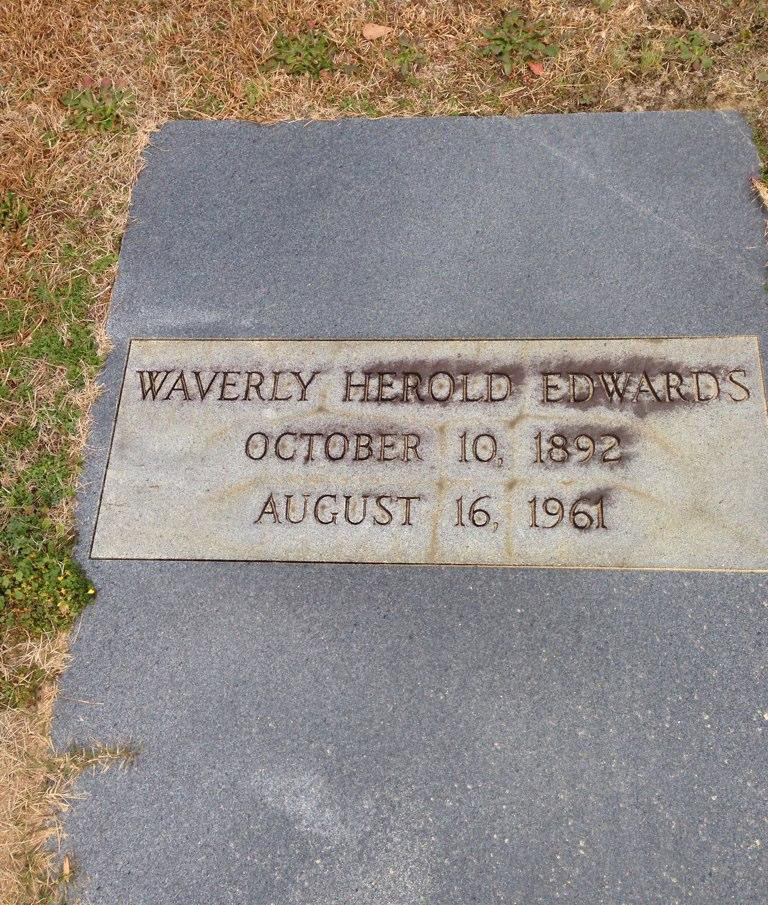 WAVERLY HEROLD EDWARDS
OCTOBER 10, 1892
AUGUST 16, 1961